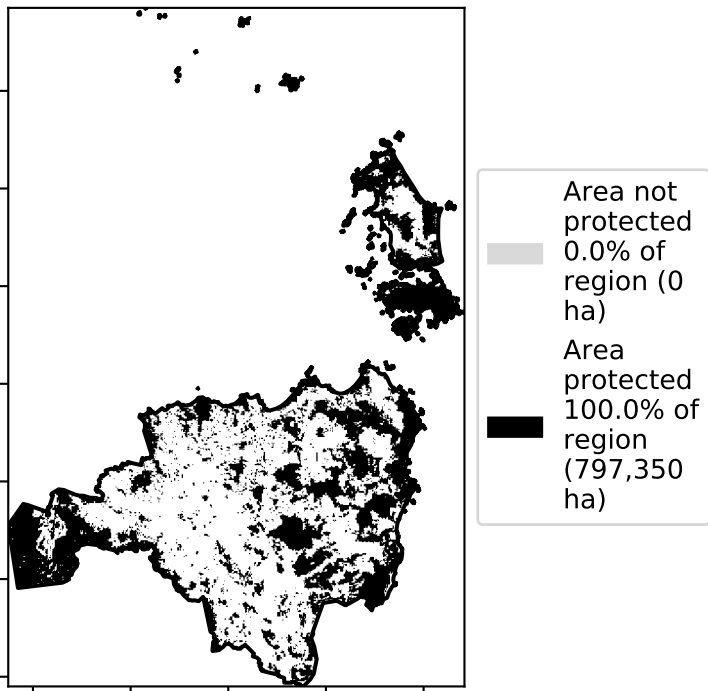 Area not
protected
0.0% of
region (0
ha)
Area
protected
100.0% of
region
(797,350
ha)